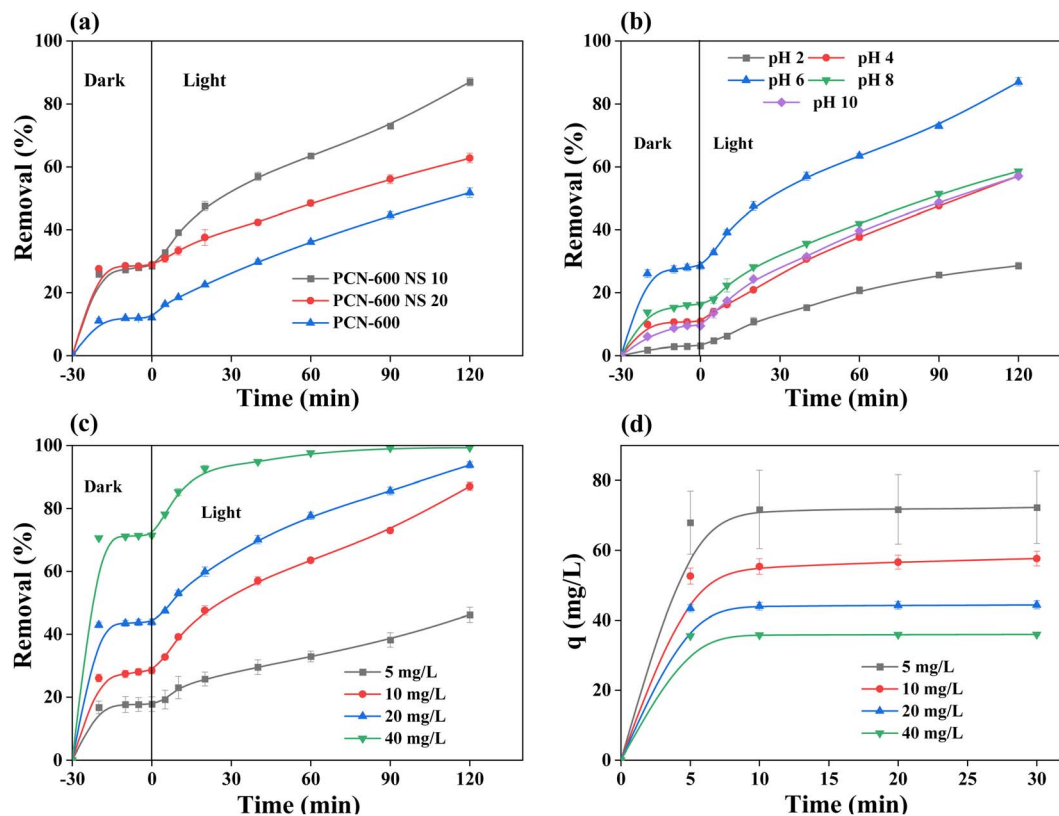 (a)
100
80
60
40
20
0
Removal (%)
Dark
Light
PCN-600 NS 10
PCN-600 NS 20
PCN-600
-30 0 30 60 90 120
Time (min)
(b)
100
80
60
40
20
0
Removal (%)
pH 2 pH 4
pH 6 pH 8
pH 10
Dark
Light
-30 0 30 60 90 120
Time (min)
(c)
100
80
60
40
20
0
Removal (%)
Dark
Light
5 mg/L
10 mg/L
20 mg/L
40 mg/L
-30 0 30 60 90 120
Time (min)
(d)
80
60
40
20
0
q (mg/L)
5 mg/L
10 mg/L
20 mg/L
40 mg/L
0 5 10 15 20 25 30
Time (min)